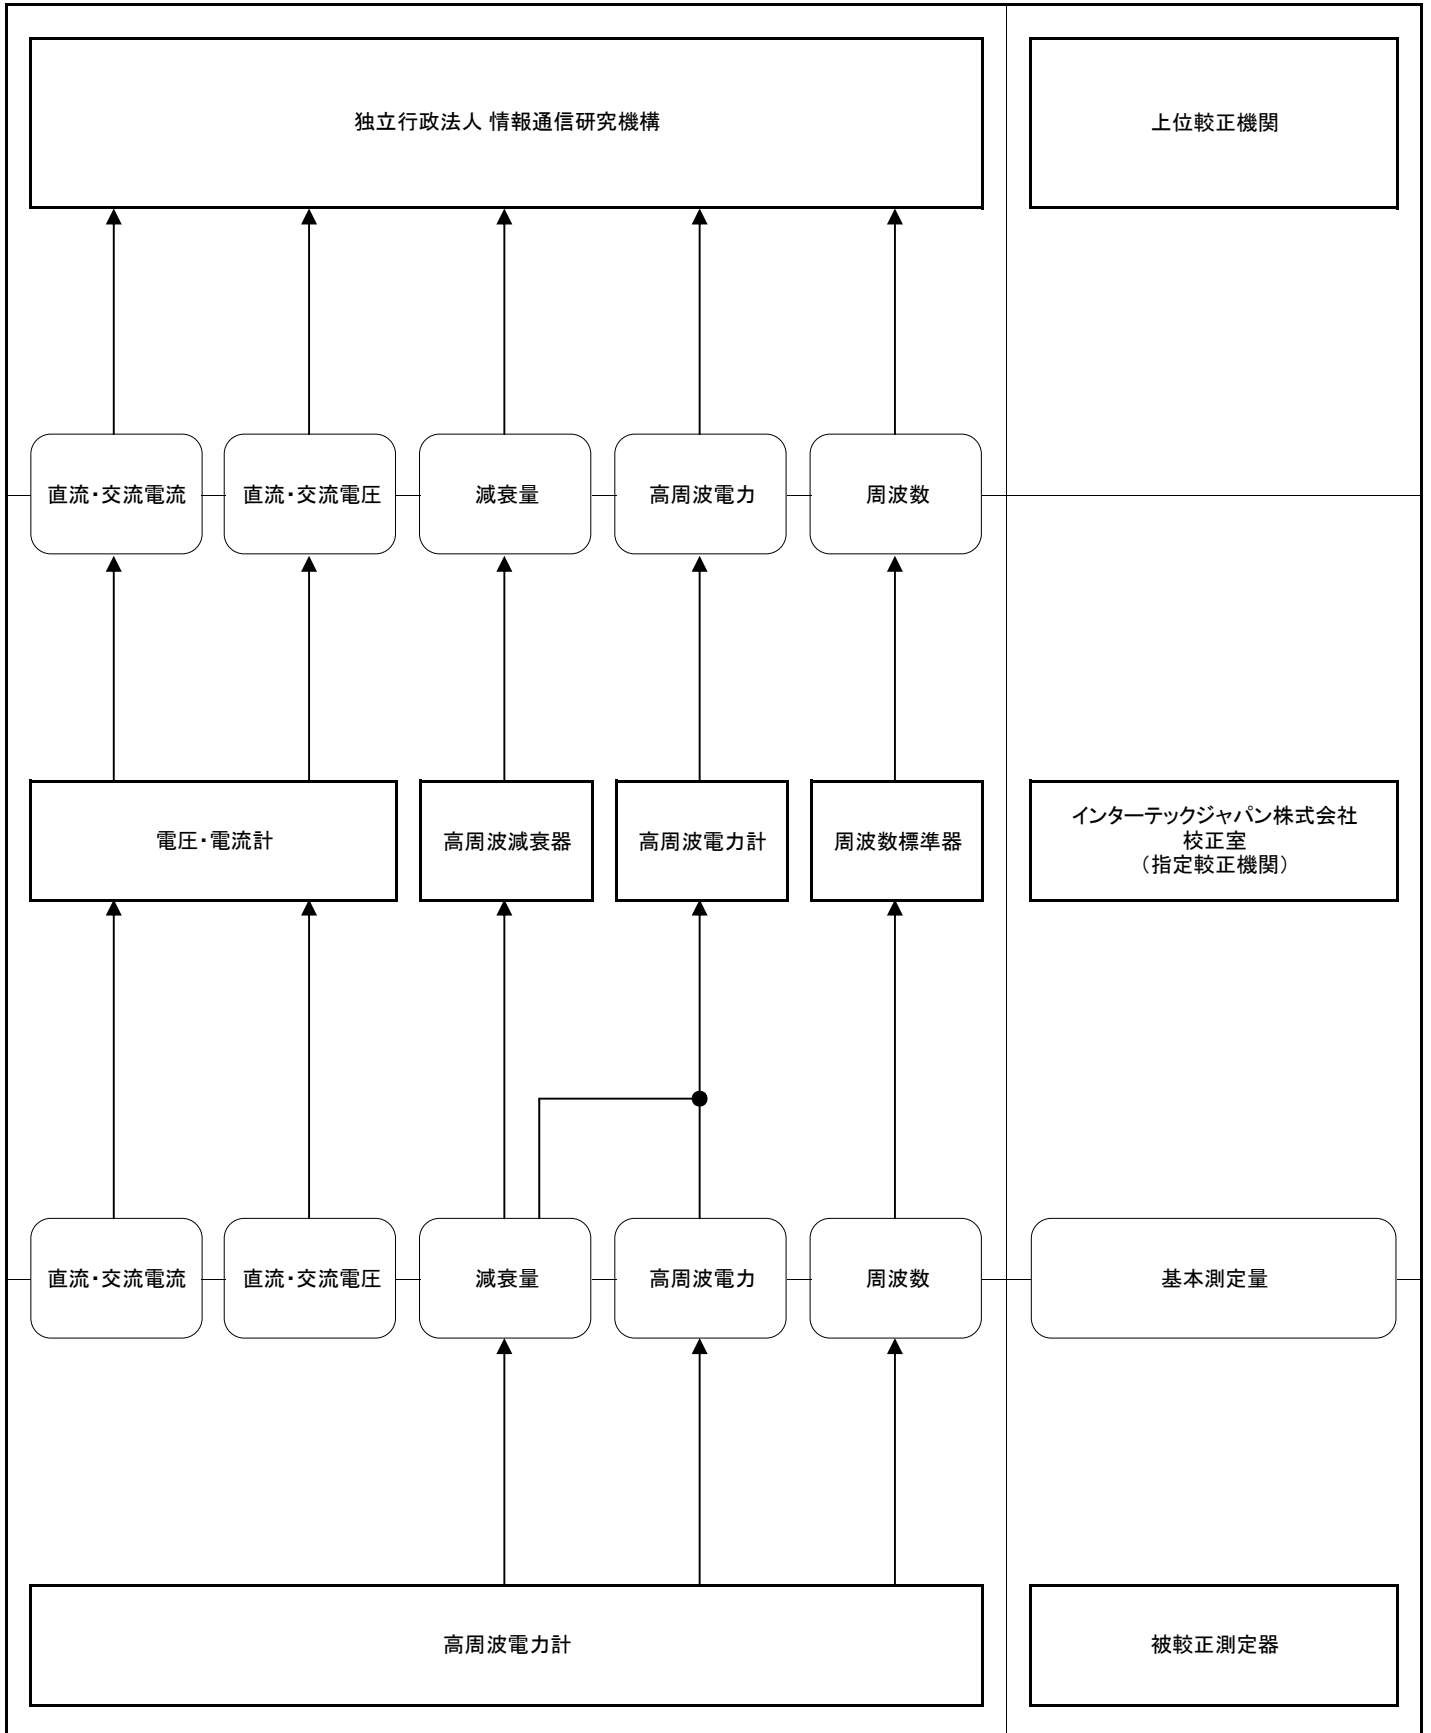 独立行政法人 情報通信研究機構
上位較正機関
直流・交流電流
直流・交流電圧
減衰量
高周波電力
周波数
電圧・電流計
高周波減衰器
高周波電力計
周波数標準器
インターテックジャパン株式会社
校正室
（指定較正機関）
直流・交流電流
直流・交流電圧
減衰量
高周波電力
周波数
基本測定量
高周波電力計
被較正測定器